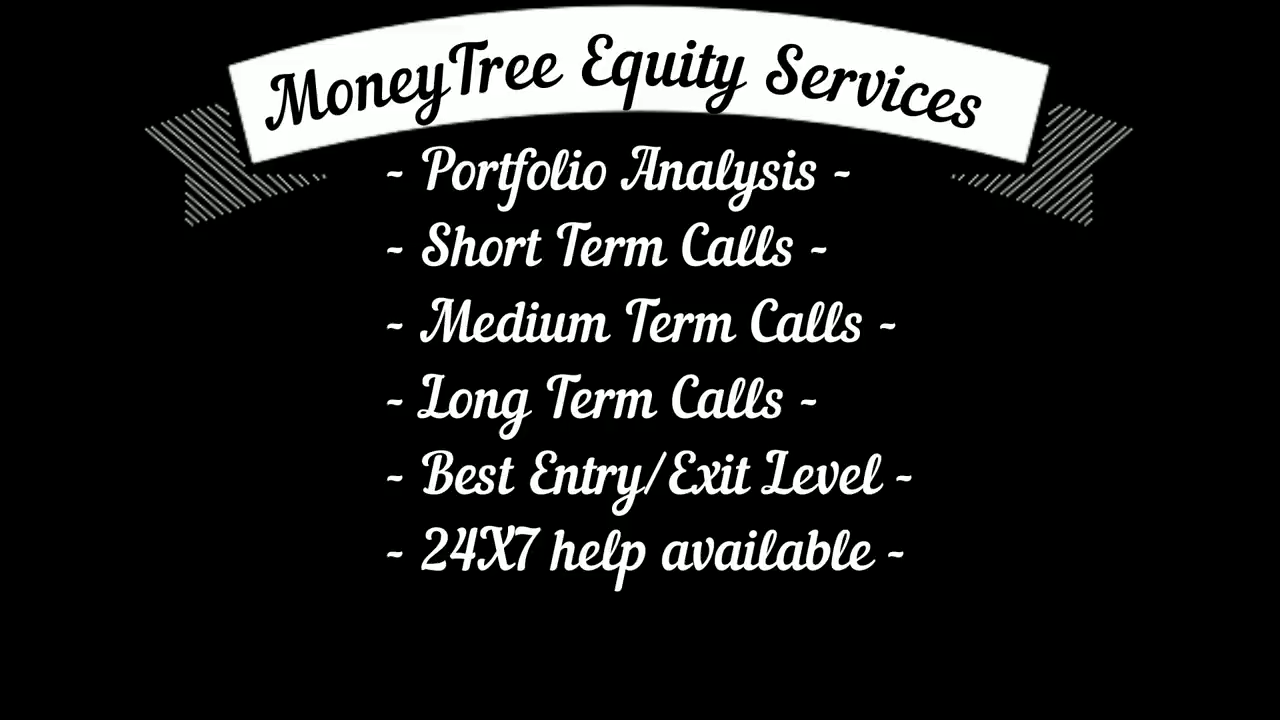 MoneyTree Equity Services
- Portfolio Analysis -
- Short Term Calls -
- Medium Term Calls -
- Long Term Calls -
- Best Entry/Exit Level -
- 24X7 help available -